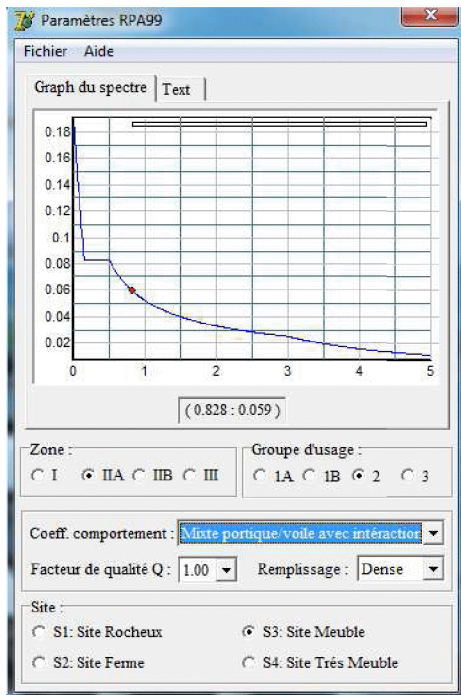 Paramètres RPA99
Fichier Aide
Graph du spectre Text
0.18
0.16
0.14
0.12
0.1
0.08
0.06
0.04
0.02
0 1 2 3 4 5
( 0.828 : 0.059 )
Zone :
I IIA IIB III
Groupe d'usage :
1A 1B 2 3
Coeff. comportement : Mixte portique/voile avec intéraction
Facteur de qualité Q : 1.00 Remplissage : Dense
Site :
S1: Site Rocheux S3: Site Meuble
S2: Site Ferme S4: Site Trés Meuble